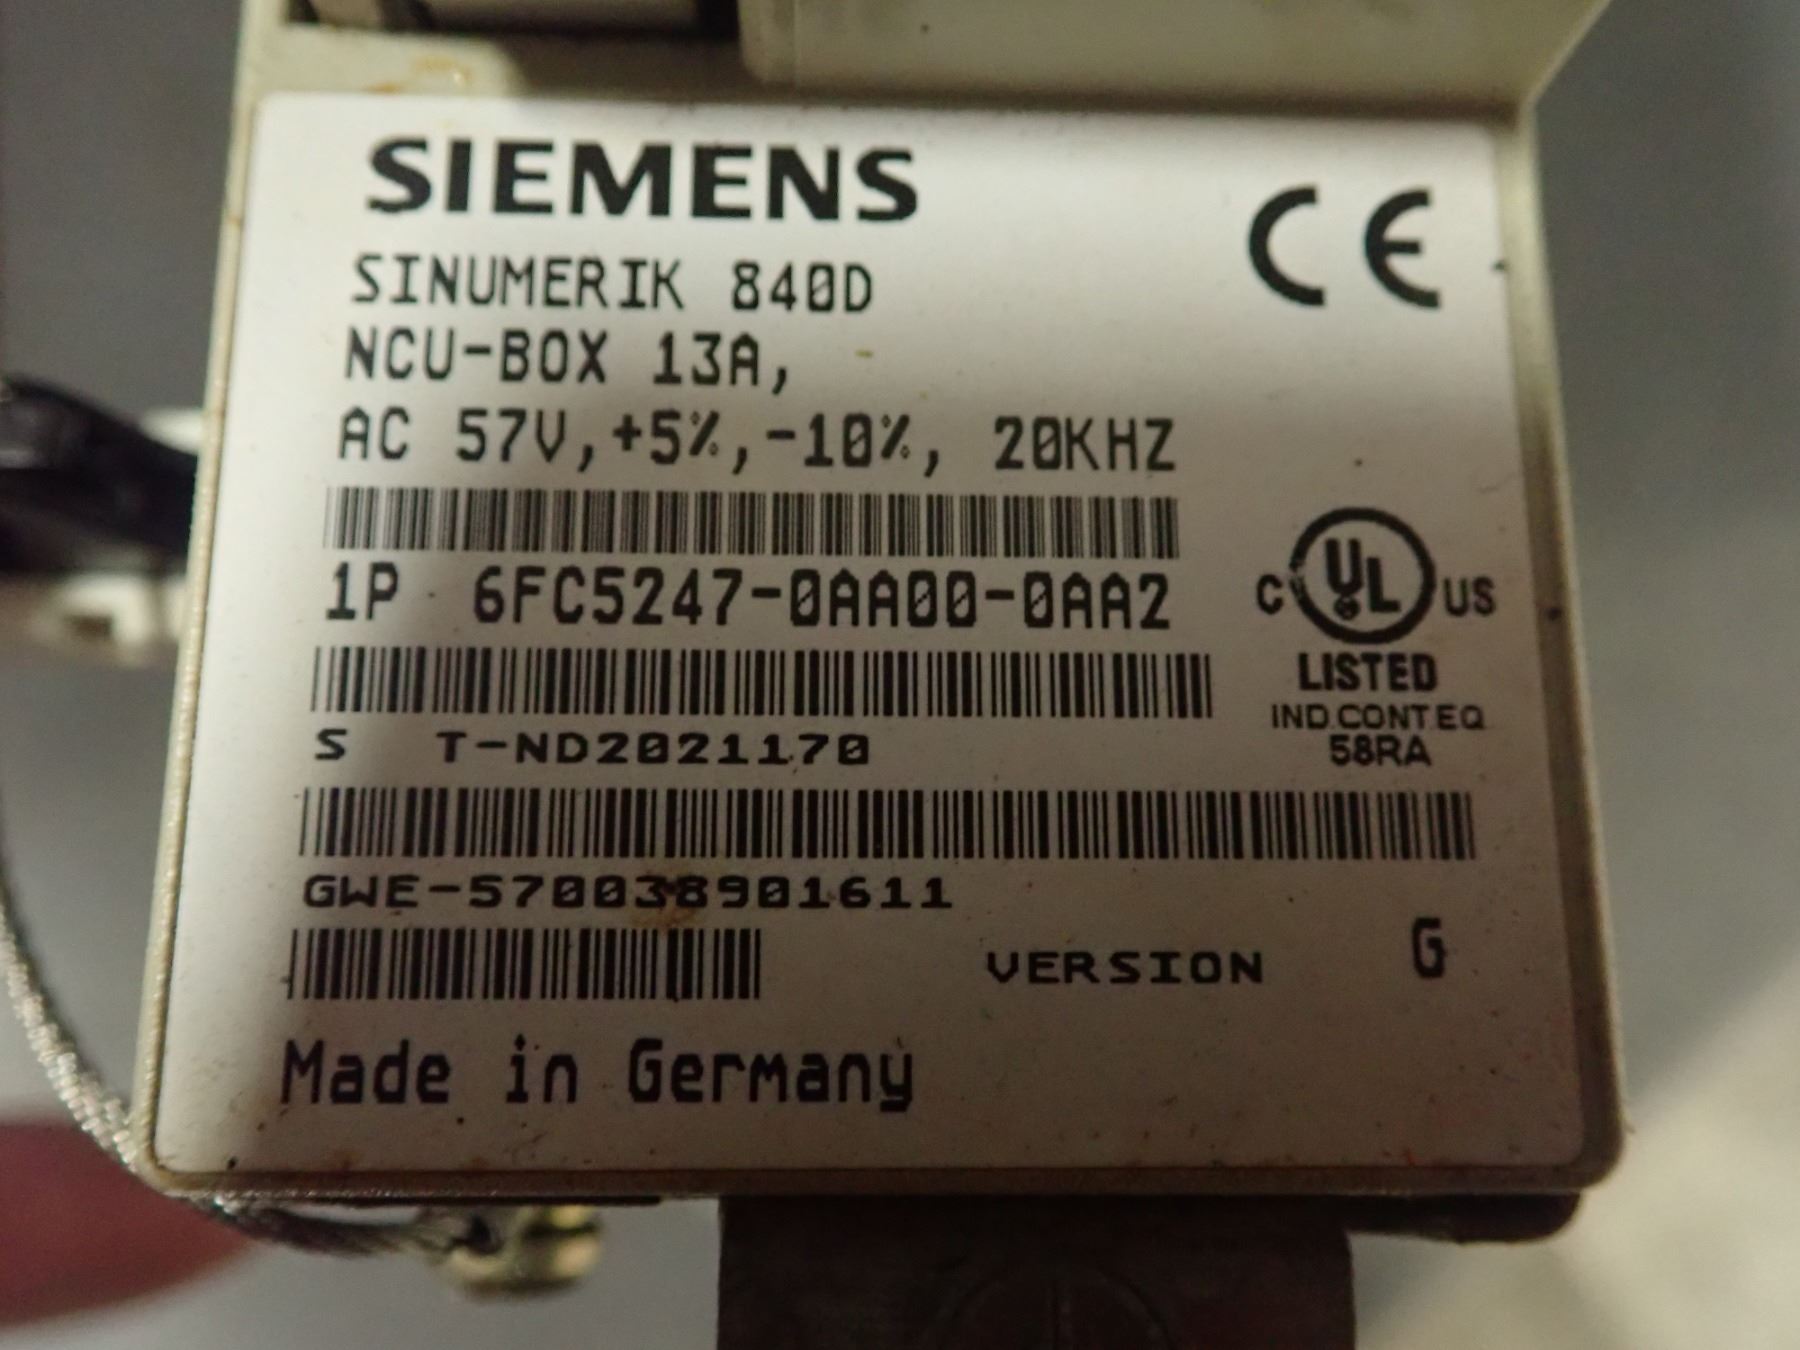 SIEMENS
CE
SINUMERIK 840D
NCU-BOX 13A,
AC 57V,+5%,-10%, 20KHZ
1P 6FC5247-0AA00-0AA2
C UL US
LISTED
IND.CONT.EQ
58RA
S T-ND2021170
GWE-570038901611
VERSION G
Made in Germany